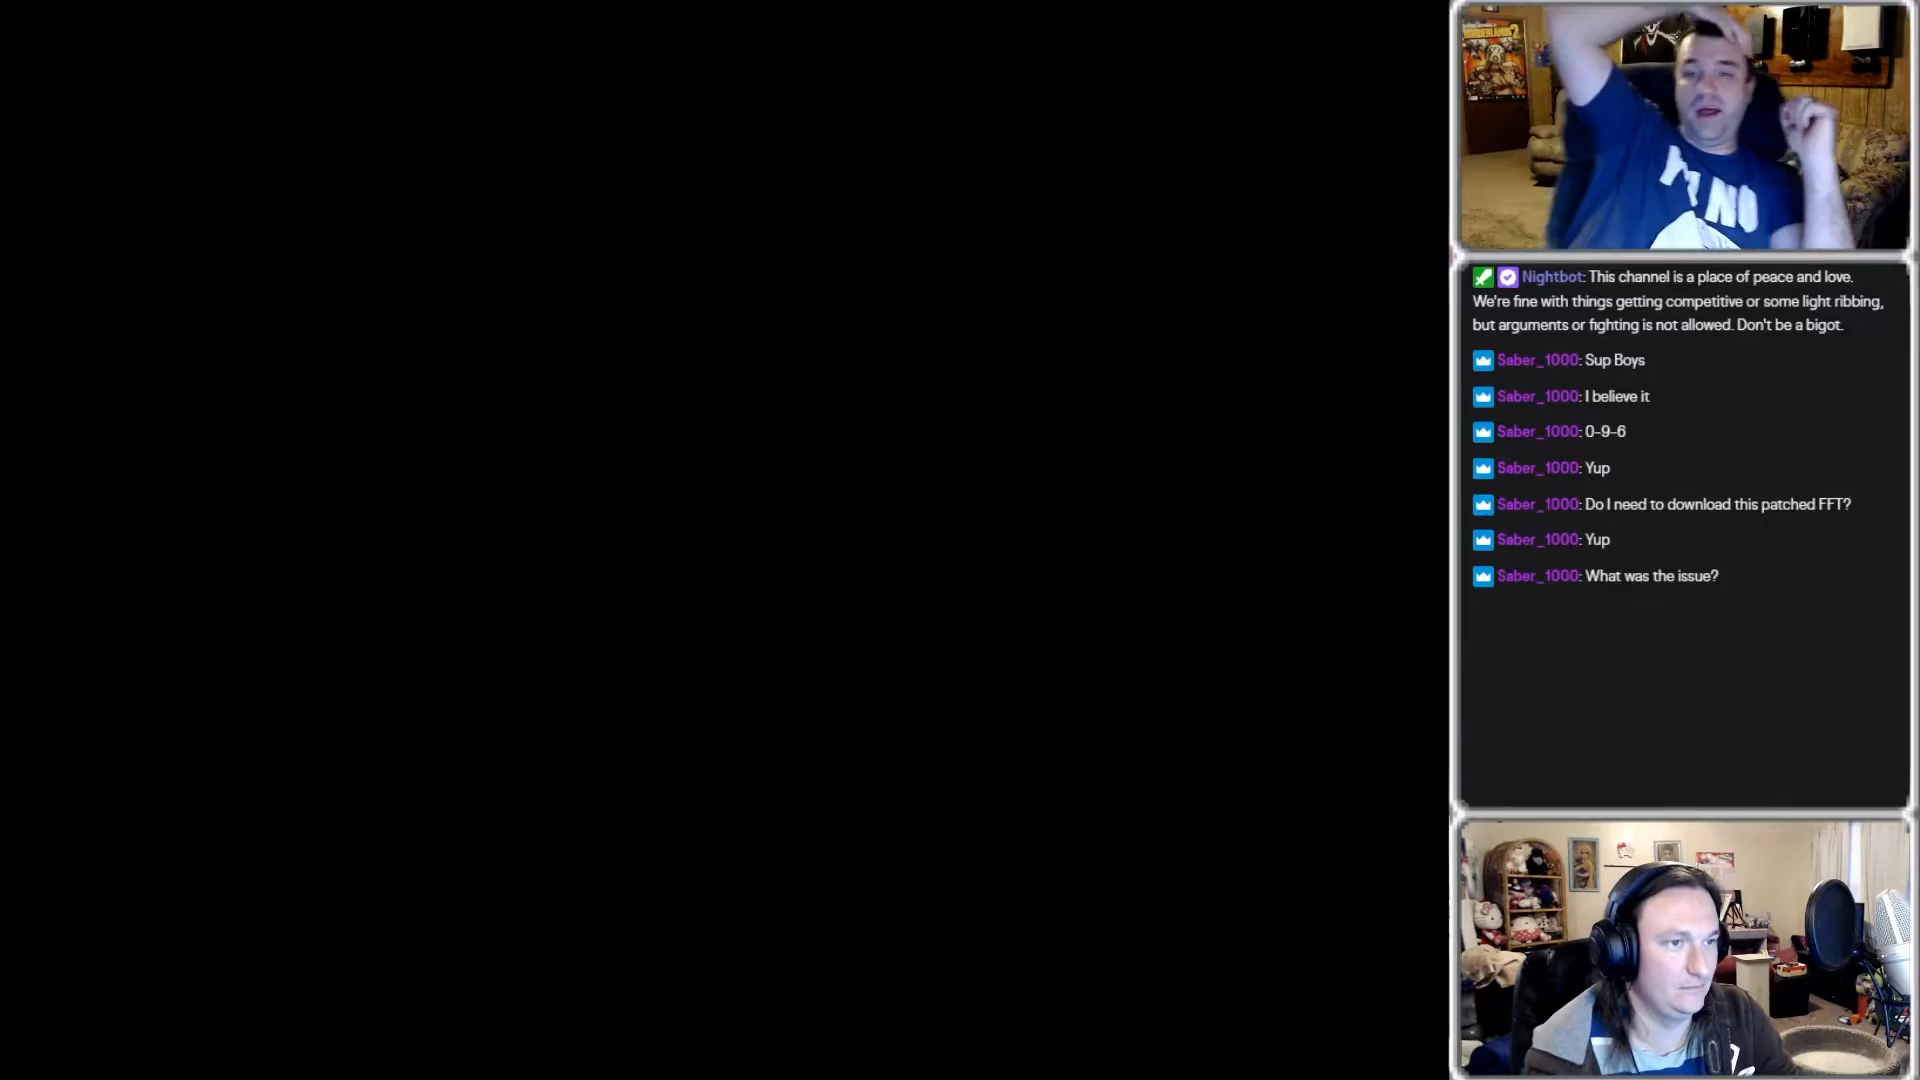 BORDERLANDS 2
NO
Nightbot: This channel is a place of peace and love.
We're fine with things getting competitive or some light ribbing,
but arguments or fighting is not allowed. Don't be a bigot.
Saber_1000: Sup Boys
Saber_1000: I believe it
Saber_1000: 0-9-6
Saber_1000: Yup
Saber_1000: Do I need to download this patched FFT?
Saber_1000: Yup
Saber_1000: What was the issue?